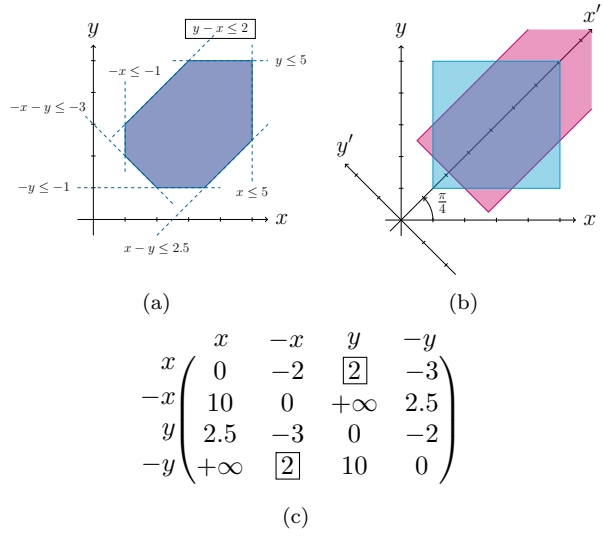 y
y − x ≤ 2
−x ≤ −1
y ≤ 5
−x − y ≤ −3
−y ≤ −1
x ≤ 5
x
x − y ≤ 2.5
(a)
y
x′
y′
π/4
x
(b)
x −x y −y
x 0 −2 2 −3
−x 10 0 +∞ 2.5
y 2.5 −3 0 −2
−y +∞ 2 10 0
(c)